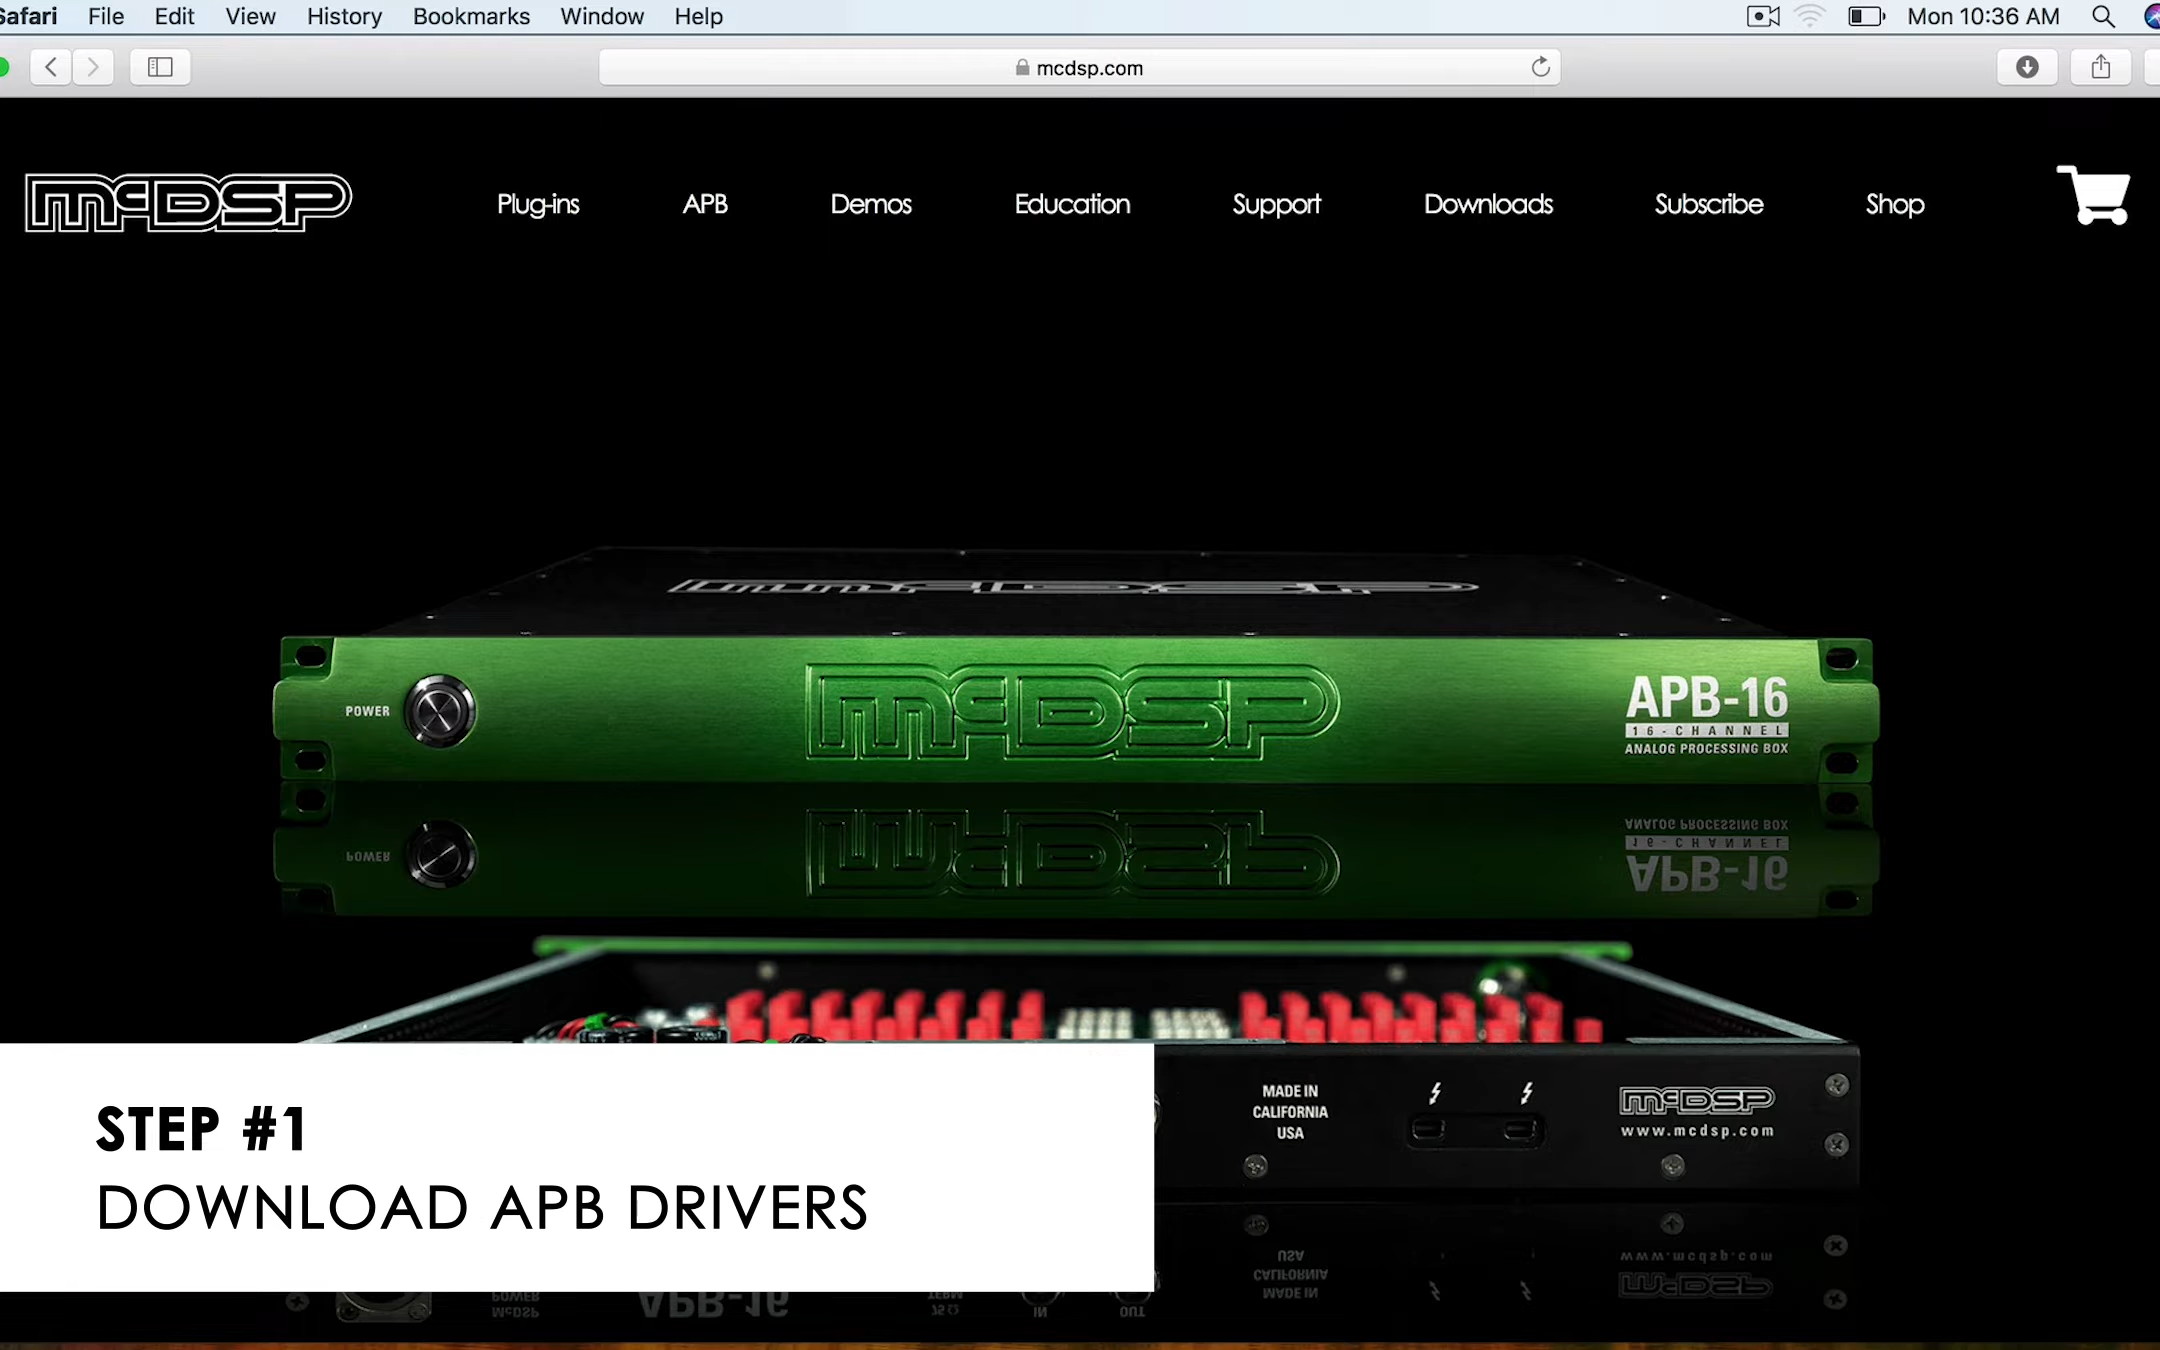 Safari File Edit View History Bookmarks Window Help Mon 10:36 AM
mcdsp.com
McDSP Plug-ins APB Demos Education Support Downloads Subscribe Shop
POWER
McDSP
APB-16
16-CHANNEL
ANALOG PROCESSING BOX
MADE IN
CALIFORNIA
USA
McDSP
www.mcdsp.com
STEP #1
DOWNLOAD APB DRIVERS